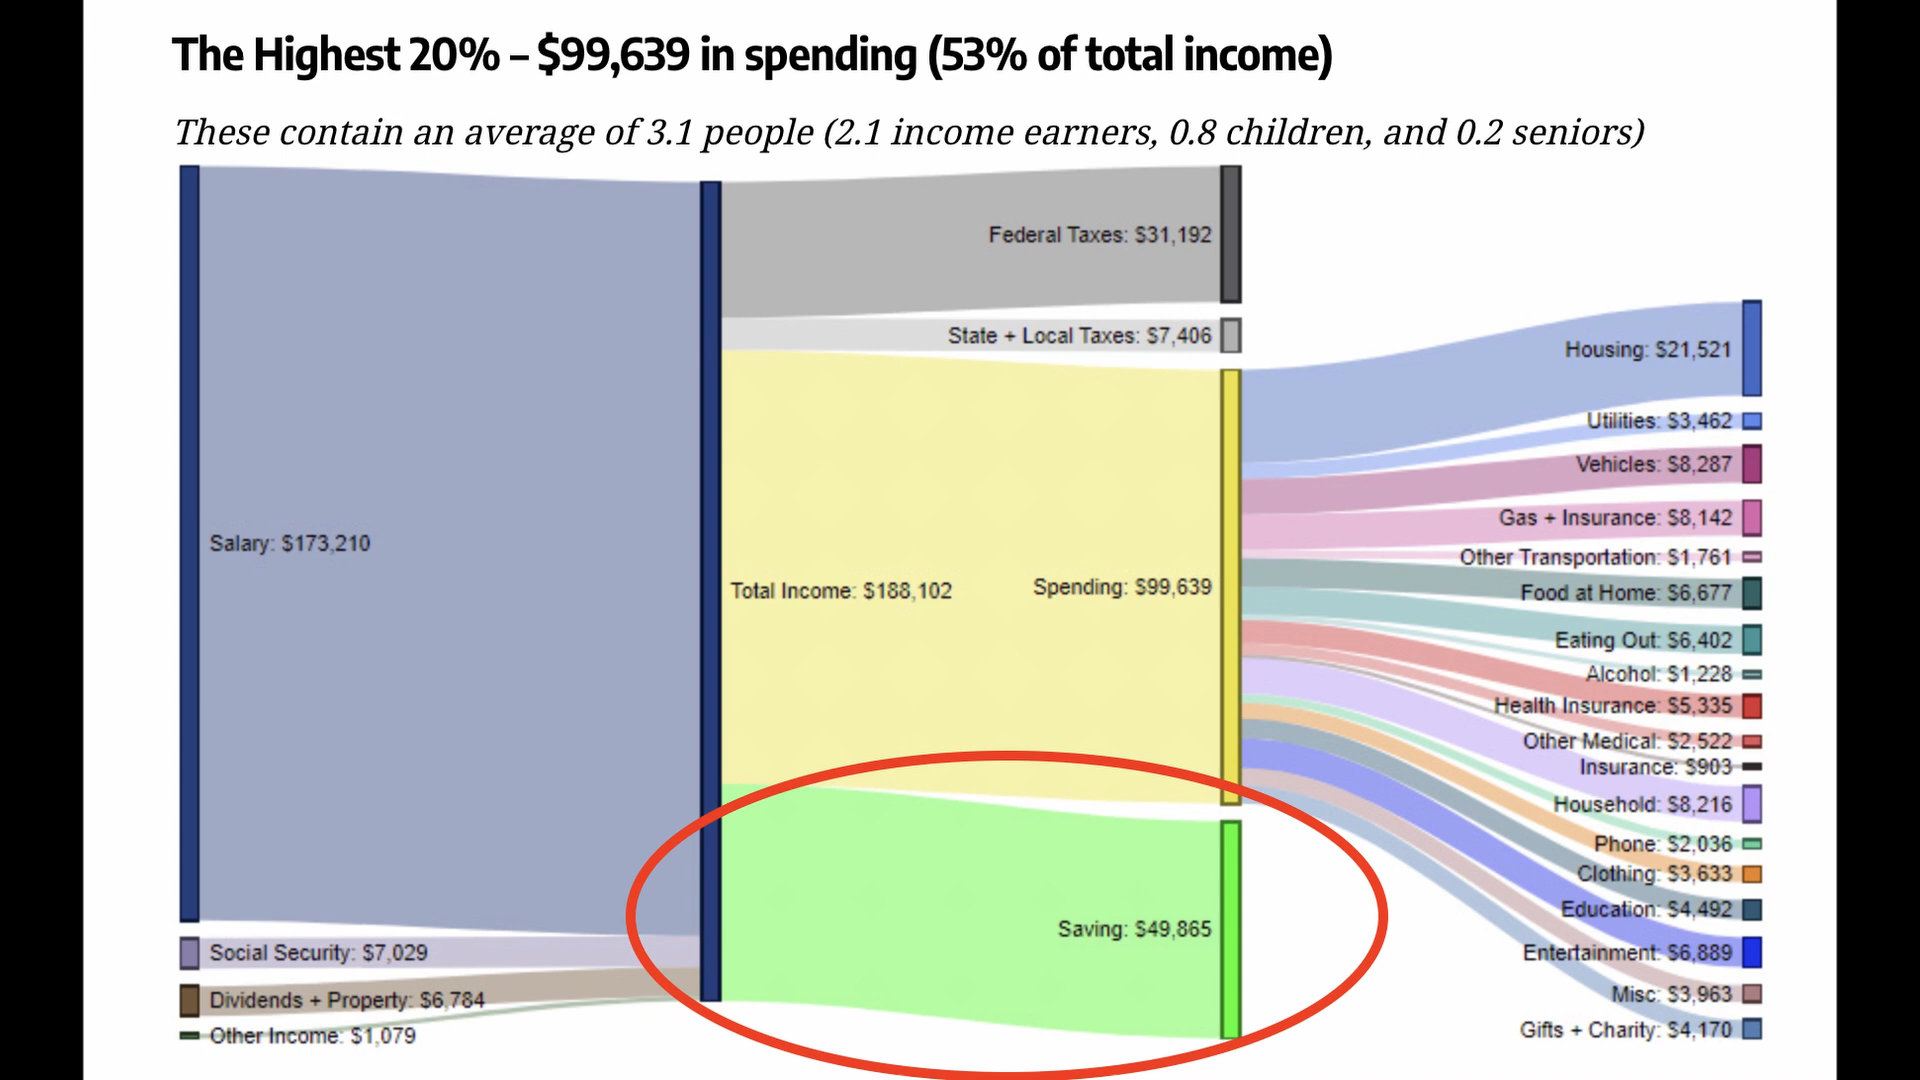 The Highest 20% – $99,639 in spending (53% of total income)
These contain an average of 3.1 people (2.1 income earners, 0.8 children, and 0.2 seniors)
Salary: $173,210
Social Security: $7,029
Dividends + Property: $6,784
Other Income: $1,079
Total Income: $188,102
Federal Taxes: $31,192
State + Local Taxes: $7,406
Spending: $99,639
Saving: $49,865
Housing: $21,521
Utilities: $3,462
Vehicles: $8,287
Gas + Insurance: $8,142
Other Transportation: $1,761
Food at Home: $6,677
Eating Out: $6,402
Alcohol: $1,228
Health Insurance: $5,335
Other Medical: $2,522
Insurance: $903
Household: $8,216
Phone: $2,036
Clothing: $3,633
Education: $4,492
Entertainment: $6,889
Misc: $3,963
Gifts + Charity: $4,170